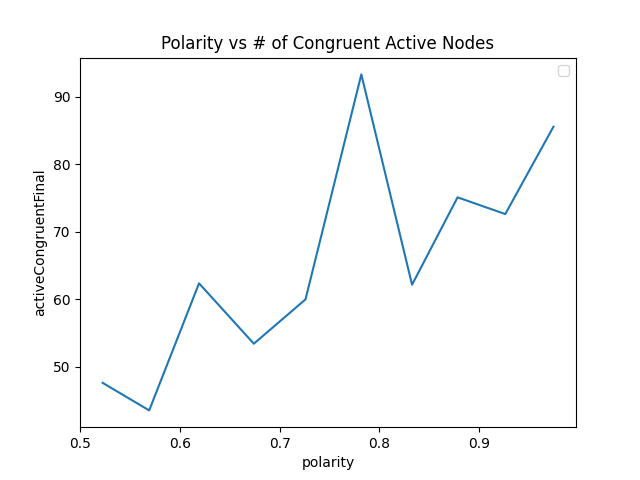 Polarity vs # of Congruent Active Nodes
activeCongruentFinal
90
80
70
60
50
0.5 0.6 0.7 0.8 0.9
polarity